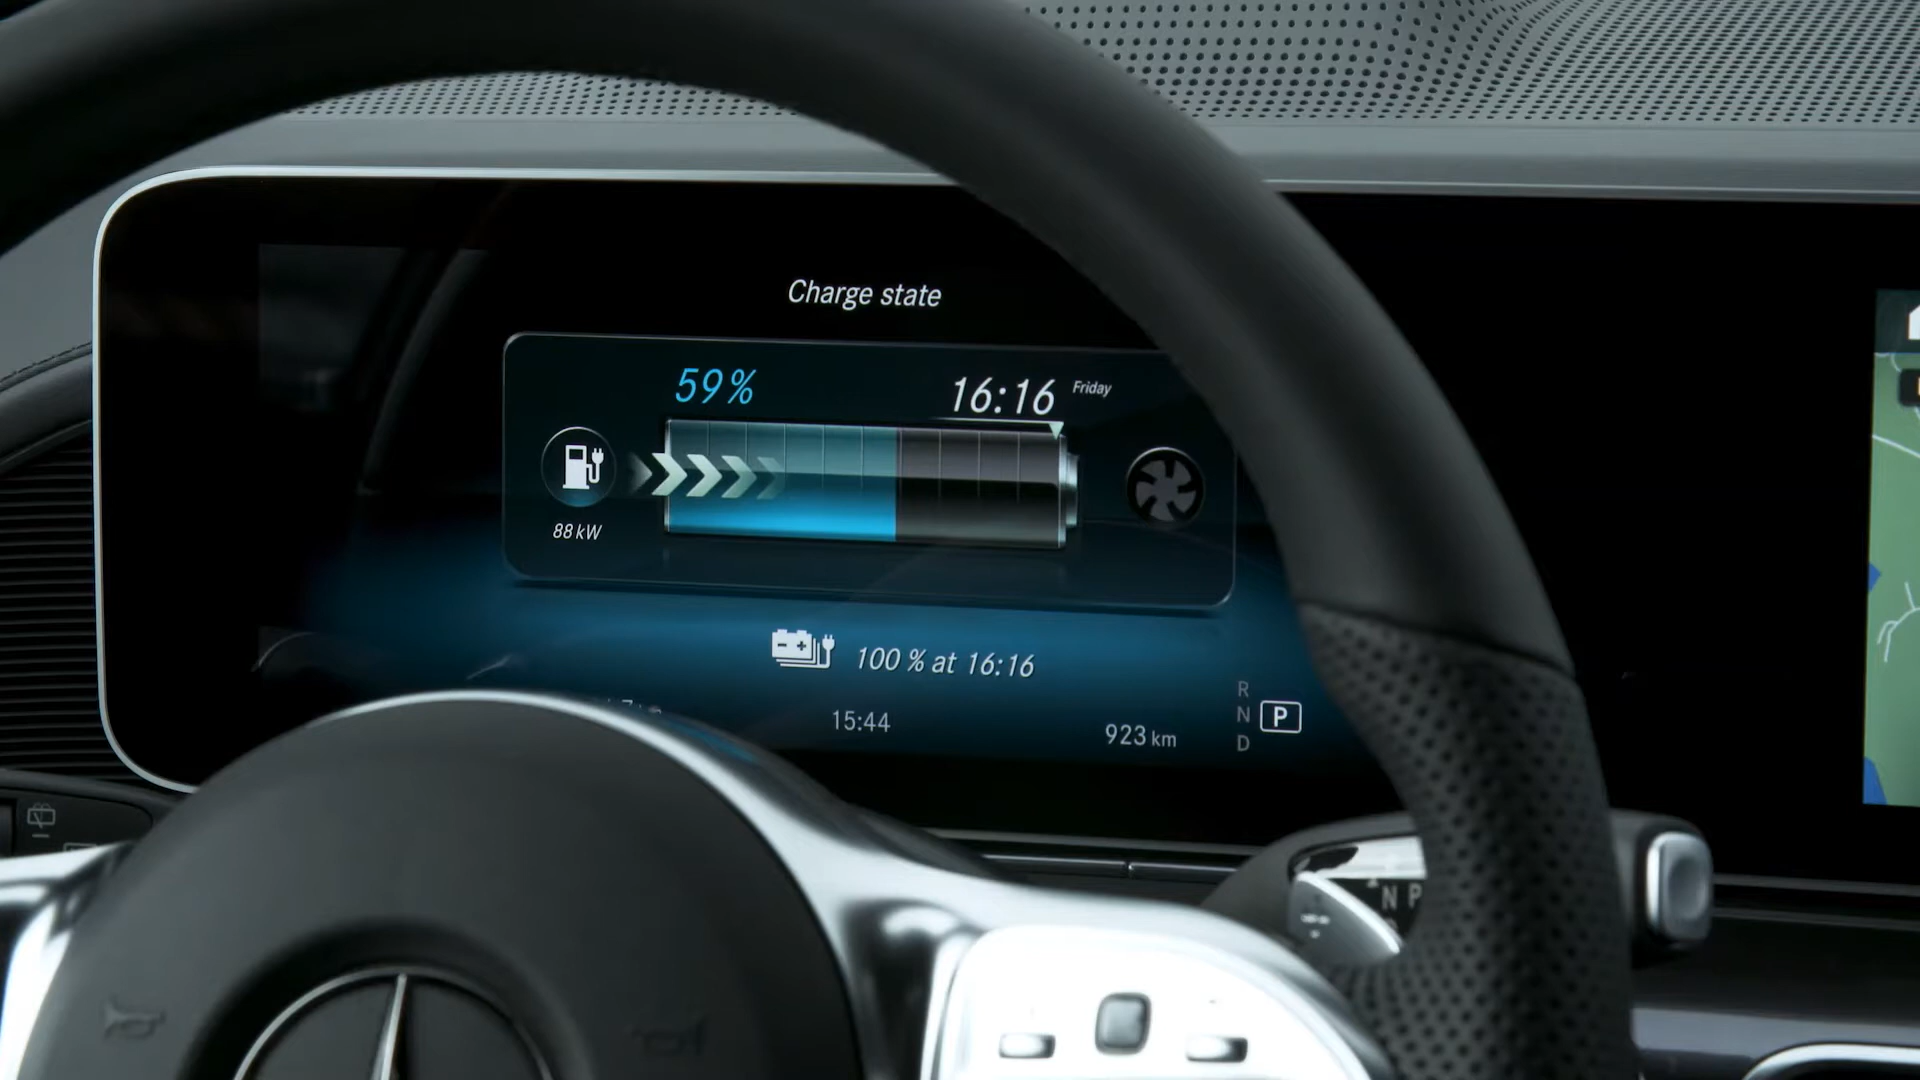 Charge state
59%
16:16 Friday
88 kW
100 % at 16:16
15:44
923 km
R
N
D
P
N P